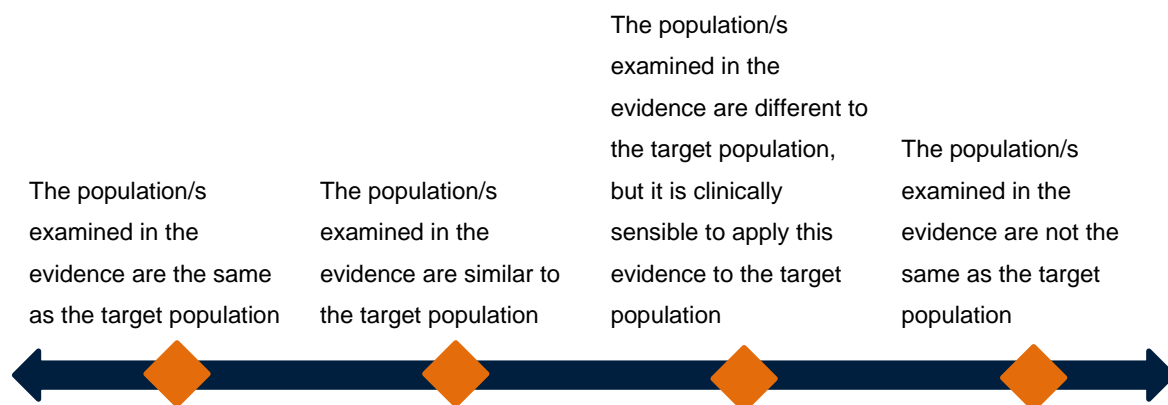 The population/s
examined in the
evidence are the same
as the target population
The population/s
examined in the
evidence are similar to
the target population
The population/s
examined in the
evidence are different to
the target population,
but it is clinically
sensible to apply this
evidence to the target
population
The population/s
examined in the
evidence are not the
same as the target
population